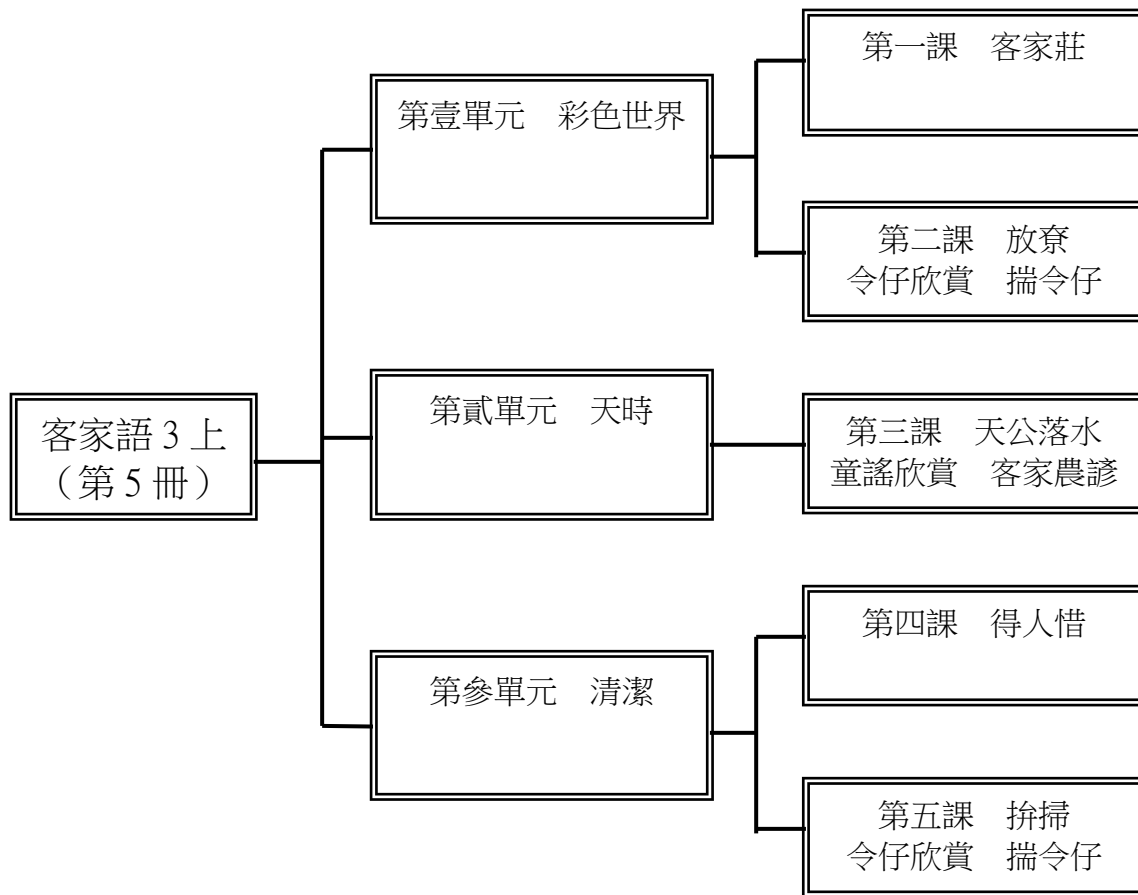 客家語 3 上
（第 5 冊）
第壹單元　彩色世界
第一課　客家莊
第二課　放尞
令仔欣賞　揣令仔
第貳單元　天時
第三課　天公落水
童謠欣賞　客家農諺
第參單元　清潔
第四課　得人惜
第五課　拚掃
令仔欣賞　揣令仔